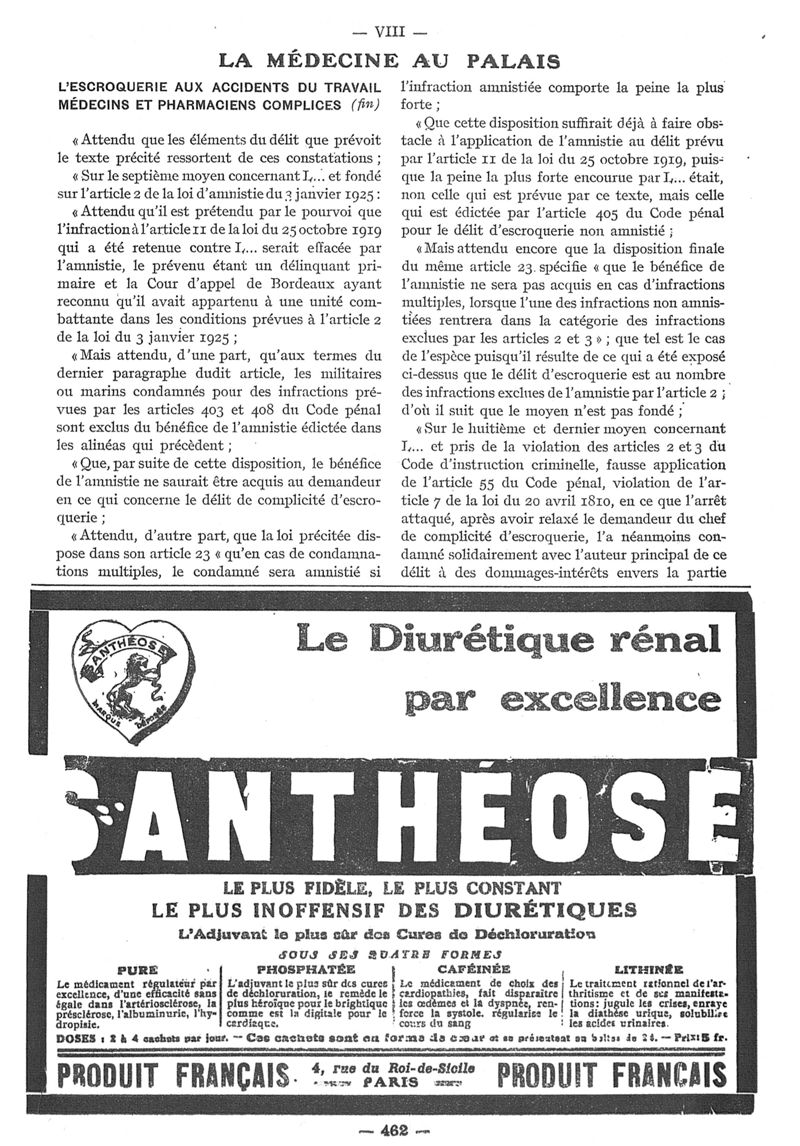 — VIII —
LA MÉDECINE AU PALAIS
L'ESCROQUERIE AUX ACCIDENTS DU TRAVAIL
MÉDECINS ET PHARMACIENS COMPLICES (fin)
« Attendu que les éléments du délit que prévoit
le texte précité ressortent de ces constatations ;
« Sur le septième moyen concernant L... et fondé
sur l'article 2 de la loi d'amnistie du 3 janvier 1925 :
« Attendu qu'il est prétendu par le pourvoi que
l'infraction à l'article 11 de la loi du 25 octobre 1919
qui a été retenue contre L... serait effacée par
l'amnistie, le prévenu étant un délinquant pri-
maire et la Cour d'appel de Bordeaux ayant
reconnu qu'il avait appartenu à une unité com-
battante dans les conditions prévues à l'article 2
de la loi du 3 janvier 1925 ;
« Mais attendu, d'une part, qu'aux termes du
dernier paragraphe dudit article, les militaires
ou marins condamnés pour des infractions pré-
vues par les articles 403 et 408 du Code pénal
sont exclus du bénéfice de l'amnistie édictée dans
les alinéas qui précèdent ;
« Que, par suite de cette disposition, le bénéfice
de l'amnistie ne saurait être acquis au demandeur
en ce qui concerne le délit de complicité d'escro-
querie ;
« Attendu, d'autre part, que la loi précitée dis-
pose dans son article 23 « qu'en cas de condamna-
tions multiples, le condamné sera amnistié si
l'infraction amnistiée comporte la peine la plus
forte ;
« Que cette disposition suffirait déjà à faire obs-
tacle à l'application de l'amnistie au délit prévu
par l'article 11 de la loi du 25 octobre 1919, puis-
que la peine la plus forte encourue par L... était,
non celle qui est prévue par ce texte, mais celle
qui est édictée par l'article 405 du Code pénal
pour le délit d'escroquerie non amnistié ;
« Mais attendu encore que la disposition finale
du même article 23 spécifie « que le bénéfice de
l'amnistie ne sera pas acquis en cas d'infractions
multiples, lorsque l'une des infractions non amnis-
tiées rentrera dans la catégorie des infractions
exclues par les articles 2 et 3 » ; que tel est le cas
de l'espèce puisqu'il résulte de ce qui a été exposé
ci-dessus que le délit d'escroquerie est au nombre
des infractions exclues de l'amnistie par l'article 2 ;
d'où il suit que le moyen n'est pas fondé ;
« Sur le huitième et dernier moyen concernant
L... et pris de la violation des articles 2 et 3 du
Code d'instruction criminelle, fausse application
de l'article 55 du Code pénal, violation de l'ar-
ticle 7 de la loi du 20 avril 1810, en ce que l'arrêt
attaqué, après avoir relaxé le demandeur du chef
de complicité d'escroquerie, l'a néanmoins con-
damné solidairement avec l'auteur principal de ce
délit à des dommages-intérêts envers la partie
SANTHÉOSE
MARQUE DÉPOSÉE
Le Diurétique rénal
par excellence
SANTHÉOSE
LE PLUS FIDÈLE, LE PLUS CONSTANT
LE PLUS INOFFENSIF DES DIURÉTIQUES
L'Adjuvant le plus sûr des Cures de Déchloruration
SOUS SES QUATRE FORMES
PURE
Le médicament régulateur par
excellence, d'une efficacité sans
égale dans l'artériosclérose, la
présclérose, l'albuminurie, l'hy-
dropisie.
PHOSPHATÉE
L'adjuvant le plus sûr des cures
de déchloruration, le remède le
plus héroïque pour le brightique
comme est la digitale pour le
cardiaque.
CAFÉINÉE
Le médicament de choix des
cardiopathies, fait disparaître
les œdèmes et la dyspnée, ren-
force la systole, régularise le
cours du sang
LITHINÉE
Le traitement rationnel de l'ar-
thritisme et de ses manifesta-
tions : jugule les crises, enraye
la diathèse urique, solubilise
les acides urinaires.
DOSES : 2 à 4 cachets par jour. — Ces cachets sont en forme de cœur et se présentent en boîtes de 24. — Prix : 5 fr.
PRODUIT FRANÇAIS
4, rue du Roi-de-Sicile
PARIS
PRODUIT FRANÇAIS
— 462 —